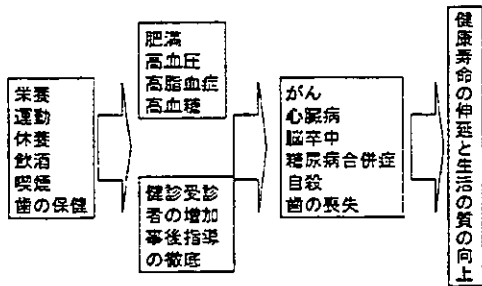 栄養
運動
休養
飲酒
喫煙
歯の保健
肥満
高血圧
高脂血症
高血糖
健診受診
者の増加
事後指導
の徹底
がん
心臓病
脳卒中
糖尿病合併症
自殺
歯の喪失
健康寿命の伸延と生活の質の向上